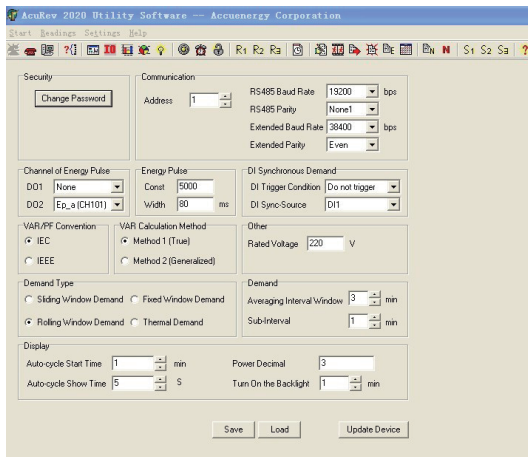 AcuRev 2020 Utility Software -- Accuenergy Corporation
Start Readings Settings Help
R1 R2 R3 S1 S2 S3
Security
Change Password
Communication
Address 1
RS485 Baud Rate 19200 bps
RS485 Parity None1
Extended Baud Rate 38400 bps
Extended Parity Even
Channel of Energy Pulse
DO1 None
DO2 Ep_a (CH101)
Energy Pulse
Const 5000
Width 80 ms
DI Synchronous Demand
DI Trigger Condition Do not trigger
DI Sync-Source DI1
VAR/PF Convention
IEC
IEEE
VAR Calculation Method
Method 1 (True)
Method 2 (Generalized)
Other
Rated Voltage 220 V
Demand Type
Sliding Window Demand Fixed Window Demand
Rolling Window Demand Thermal Demand
Demand
Averaging Interval Window 3 min
Sub-Interval 1 min
Display
Auto-cycle Start Time 1 min Power Decimal 3
Auto-cycle Show Time 5 S Turn On the Backlight 1 min
Save Load Update Device